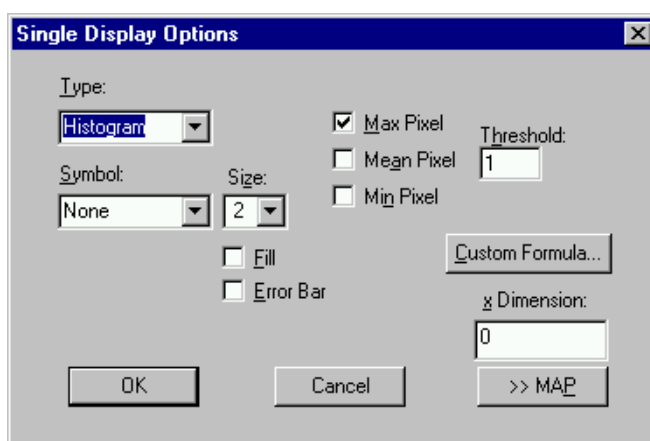 Single Display Options
Type:
Histogram
Max Pixel
Threshold:
Mean Pixel
1
Symbol:
Size:
Min Pixel
None
2
Fill
Custom Formula...
Error Bar
x Dimension:
0
OK
Cancel
>> MAP